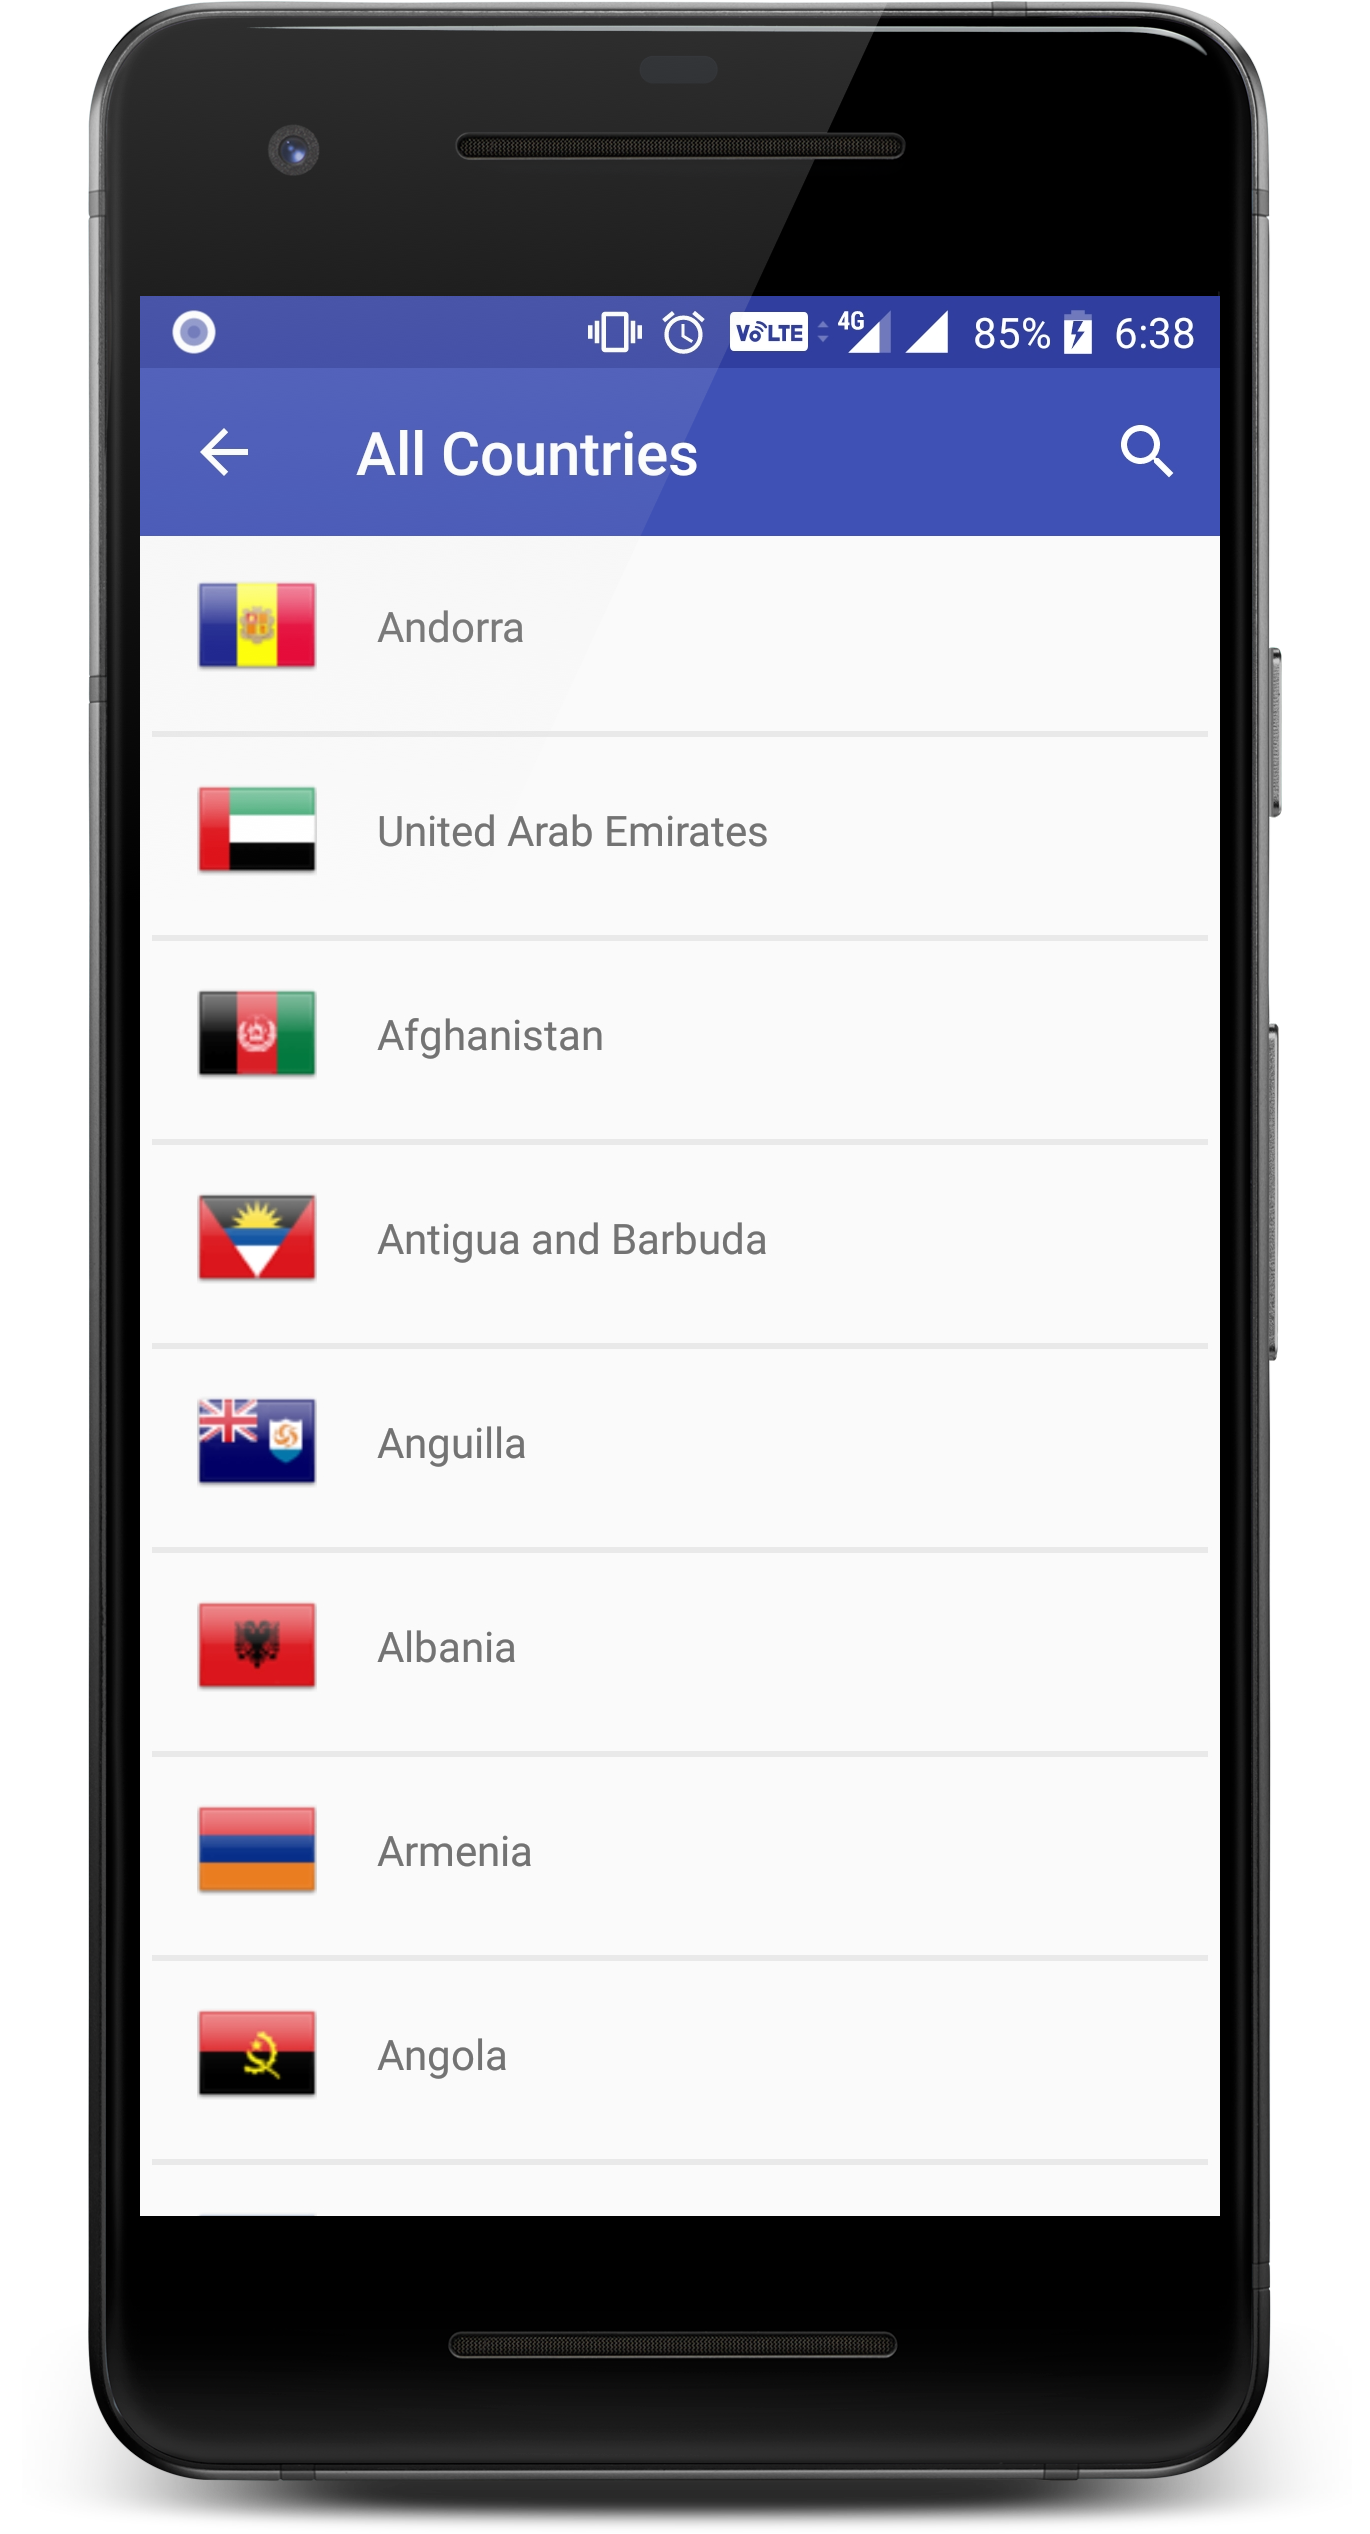 VoLTE 4G 85% 6:38
All Countries
Andorra
United Arab Emirates
Afghanistan
Antigua and Barbuda
Anguilla
Albania
Armenia
Angola